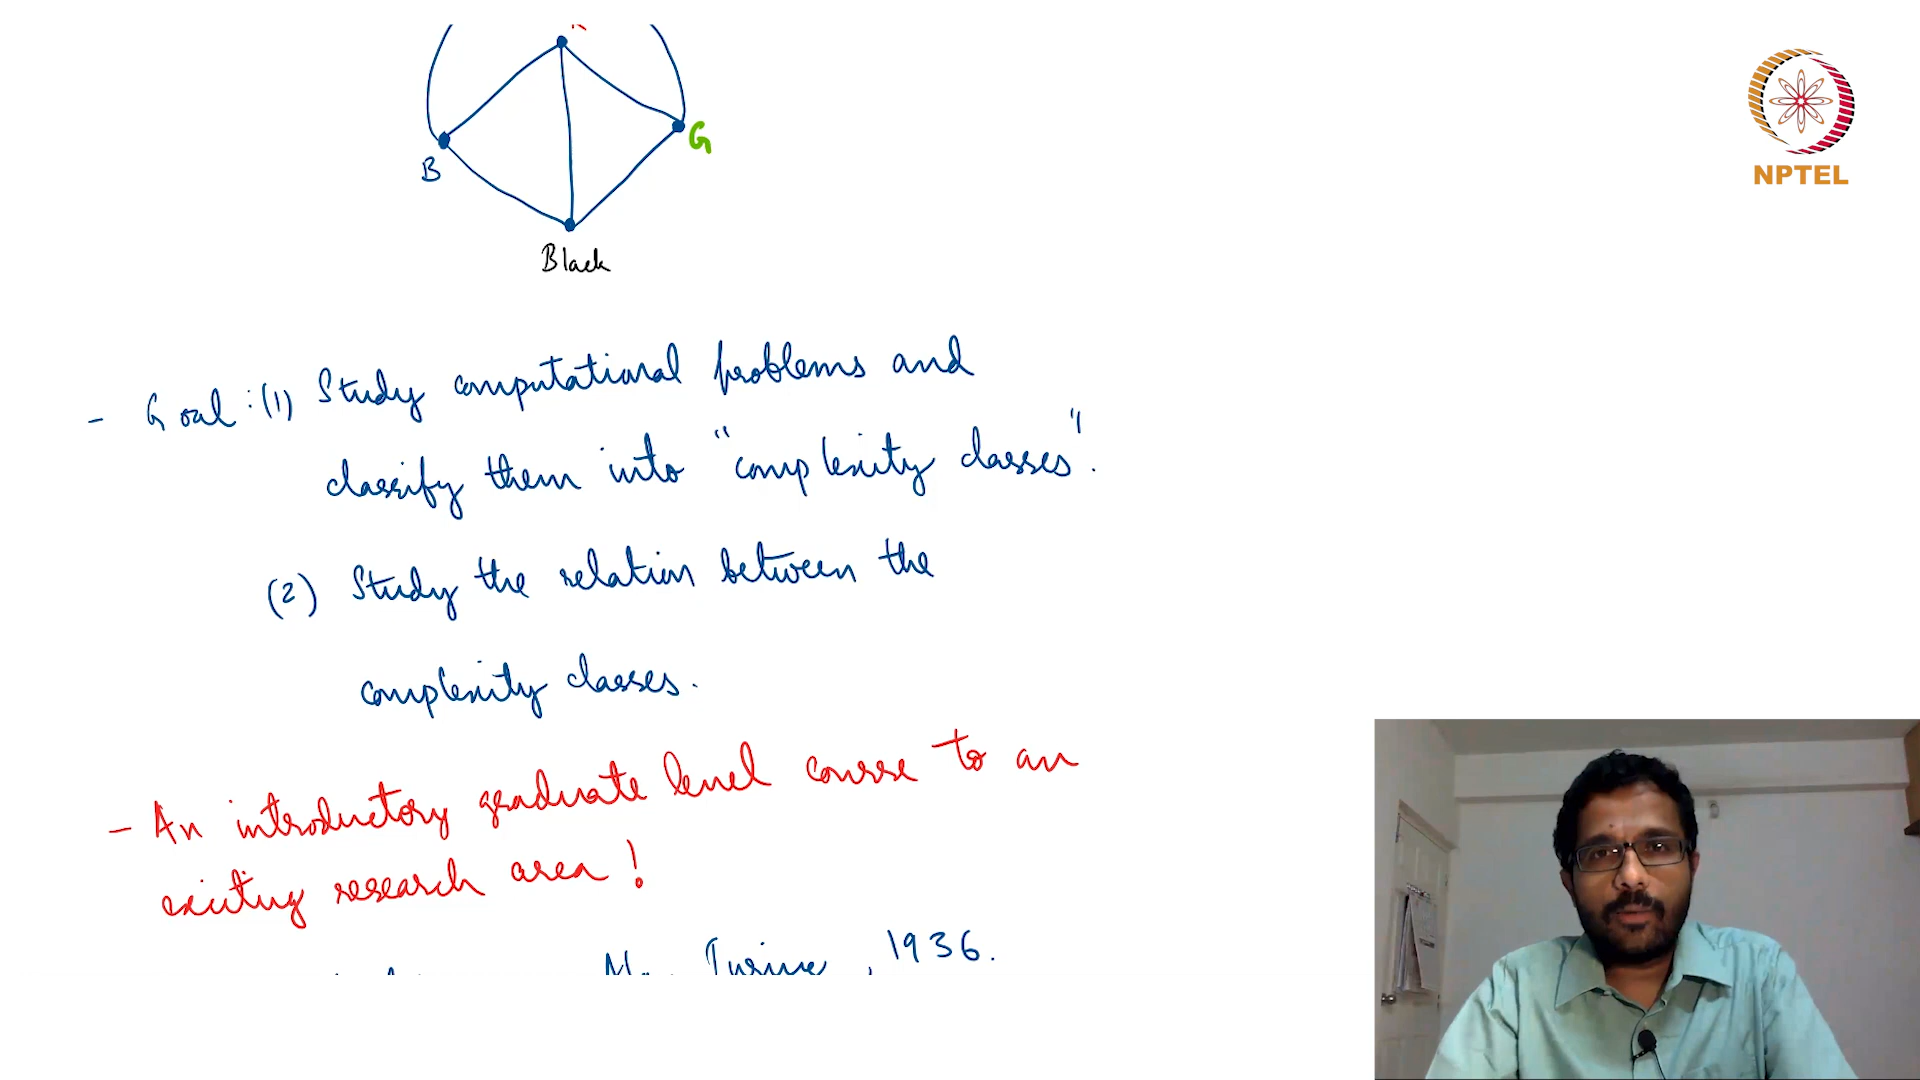 G
B
Black
NPTEL
- Goal: (1) Study computational problems and
classify them into "complexity classes".
(2) Study the relation between the
complexity classes.
- An introductory graduate level course to an
exciting research area!
Turing, 1936.